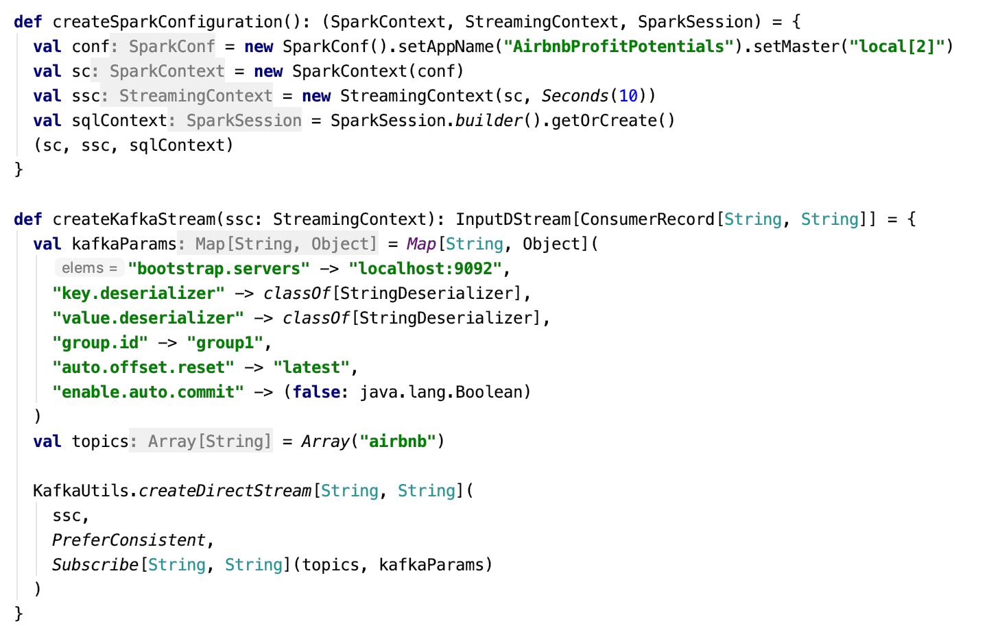 def createSparkConfiguration(): (SparkContext, StreamingContext, SparkSession) = {
  val conf: SparkConf = new SparkConf().setAppName("AirbnbProfitPotentials").setMaster("local[2]")
  val sc: SparkContext = new SparkContext(conf)
  val ssc: StreamingContext = new StreamingContext(sc, Seconds(10))
  val sqlContext: SparkSession = SparkSession.builder().getOrCreate()
  (sc, ssc, sqlContext)
}

def createKafkaStream(ssc: StreamingContext): InputDStream[ConsumerRecord[String, String]] = {
  val kafkaParams: Map[String, Object] = Map[String, Object](
    elems = "bootstrap.servers" -> "localhost:9092",
    "key.deserializer" -> classOf[StringDeserializer],
    "value.deserializer" -> classOf[StringDeserializer],
    "group.id" -> "group1",
    "auto.offset.reset" -> "latest",
    "enable.auto.commit" -> (false: java.lang.Boolean)
  )
  val topics: Array[String] = Array("airbnb")

  KafkaUtils.createDirectStream[String, String](
    ssc,
    PreferConsistent,
    Subscribe[String, String](topics, kafkaParams)
  )
}